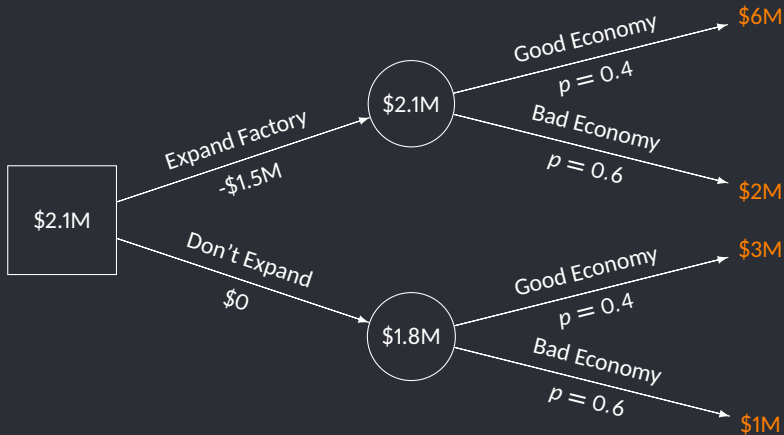 $6M
Good Economy
p = 0.4
$2.1M
Expand Factory
-$1.5M
Bad Economy
p = 0.6
$2M
$2.1M
Don't Expand
$0
$3M
Good Economy
p = 0.4
$1.8M
Bad Economy
p = 0.6
$1M